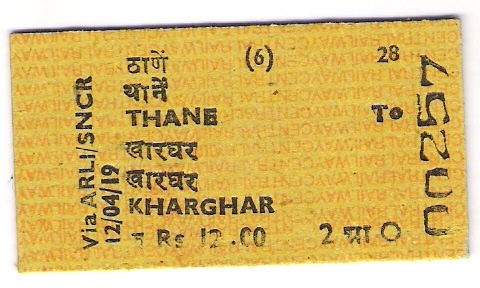 ठाणें (6) 28
थानें
THANE To
खारघर
खारघर
KHARGHAR
Rs 12.00 2 O
Via ARLI/SNCR
12/04/19
00257